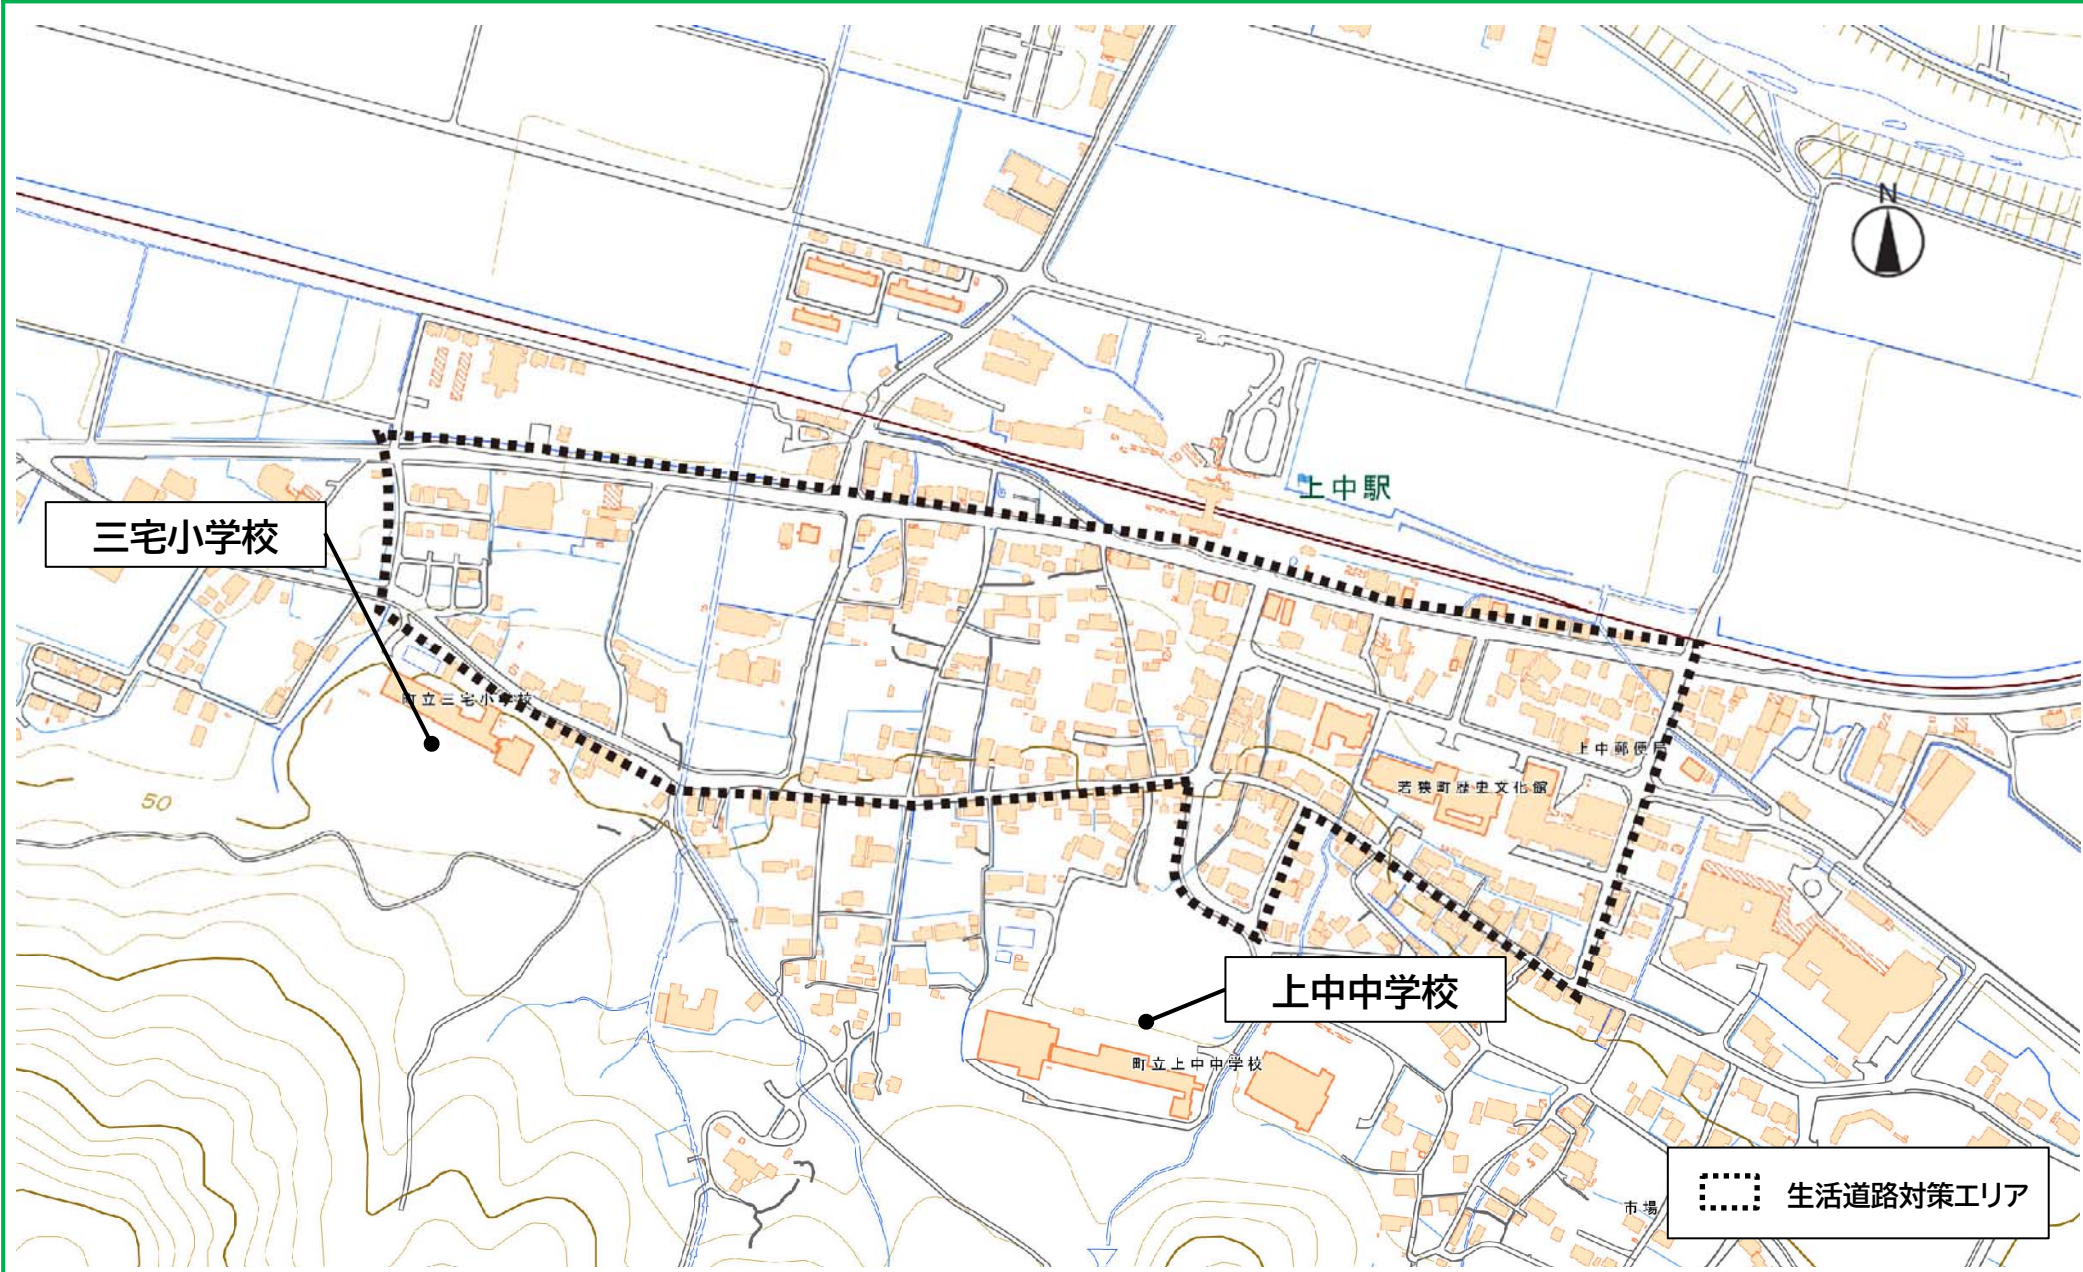 N
上中駅
三宅小学校
町立三宅小学校
上中郵便局
若狭町歴史文化館
50
上中中学校
町立上中中学校
生活道路対策エリア
市場